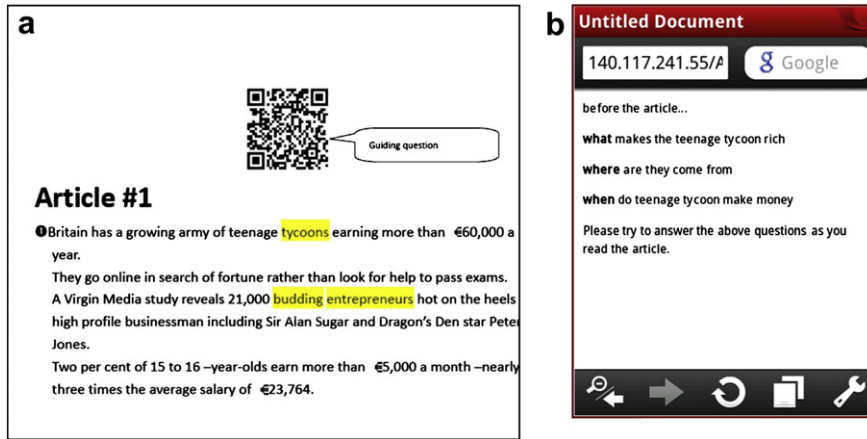 a
Guiding question
Article #1
❶Britain has a growing army of teenage tycoons earning more than €60,000 a
year.
They go online in search of fortune rather than look for help to pass exams.
A Virgin Media study reveals 21,000 budding entrepreneurs hot on the heels
high profile businessman including Sir Alan Sugar and Dragon's Den star Peter
Jones.
Two per cent of 15 to 16 –year-olds earn more than €5,000 a month –nearly
three times the average salary of €23,764.
b
Untitled Document
140.117.241.55/A
g Google
before the article...
what makes the teenage tycoon rich
where are they come from
when do teenage tycoon make money
Please try to answer the above questions as you
read the article.